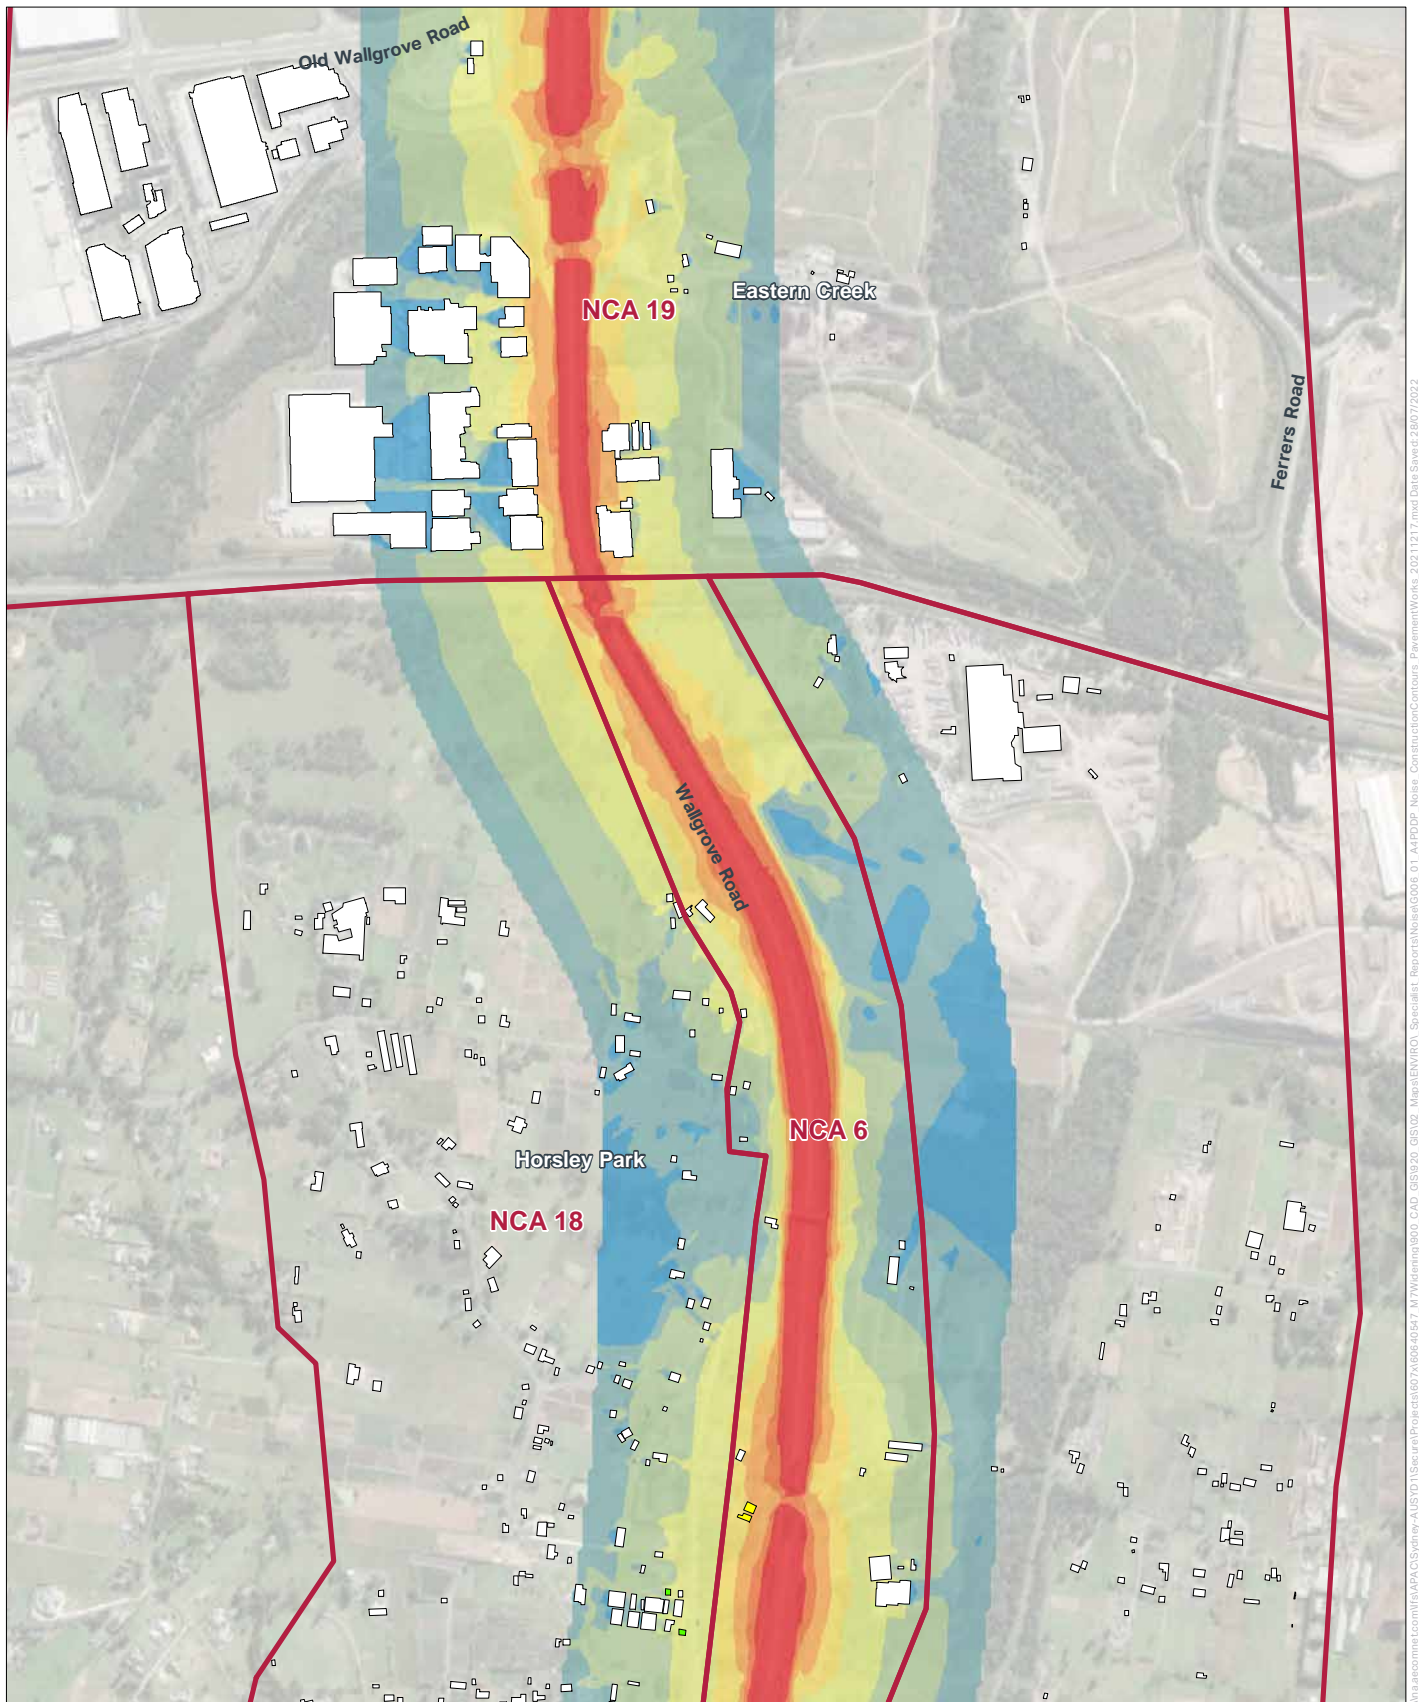 Old Wallgrove Road
NCA 19
Eastern Creek
Ferrers Road
Wallgrove Road
NCA 6
Horsley Park
NCA 18